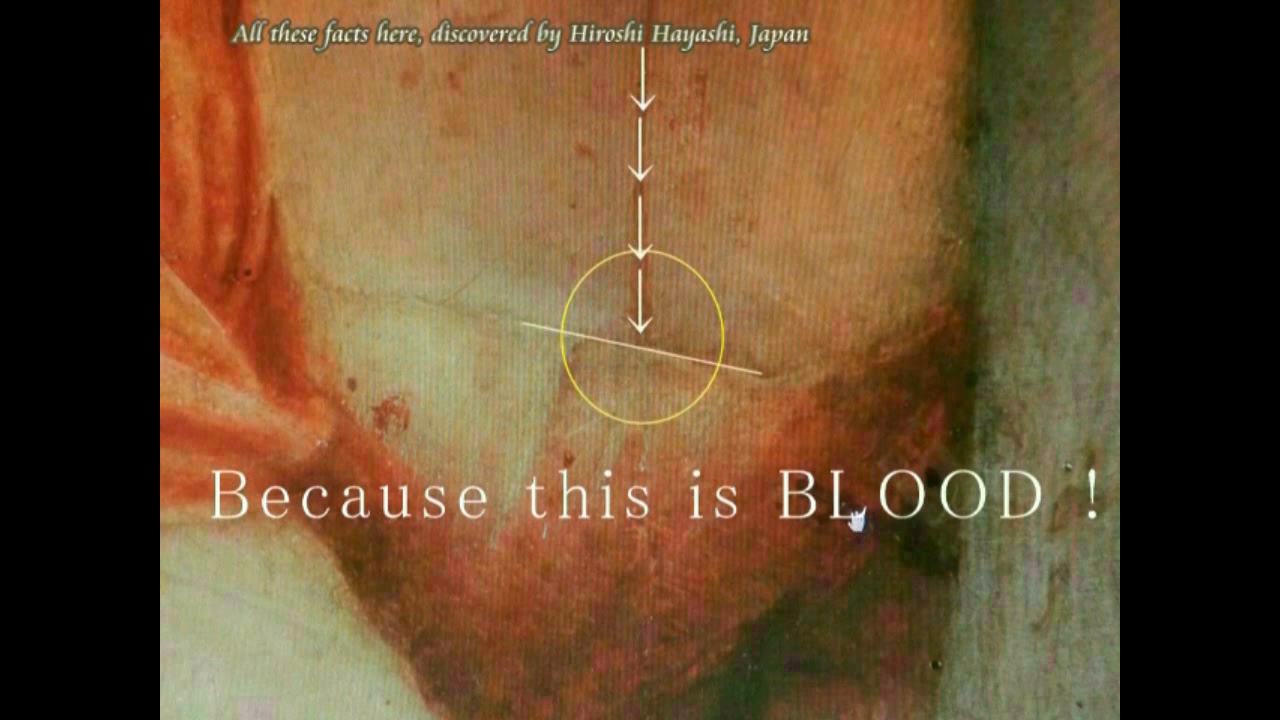 All these facts here, discovered by Hiroshi Hayashi, Japan
Because this is BLOOD !